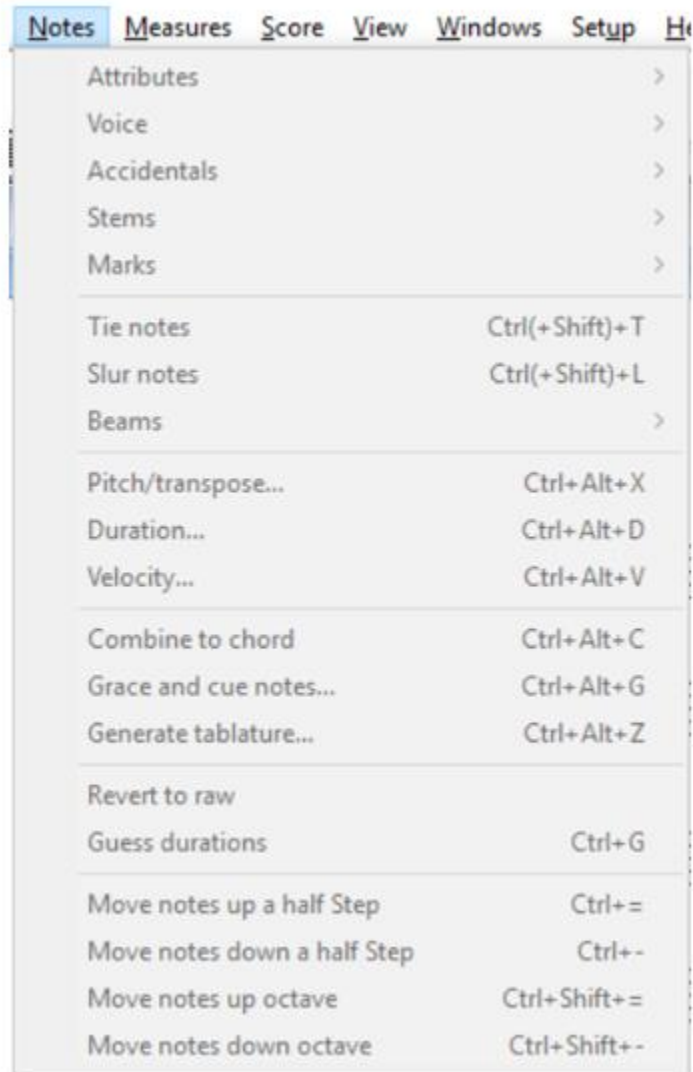 Notes Measures Score View Windows Setup He
Attributes >
Voice >
Accidentals >
Stems >
Marks >
Tie notes Ctrl(+Shift)+T
Slur notes Ctrl(+Shift)+L
Beams >
Pitch/transpose... Ctrl+Alt+X
Duration... Ctrl+Alt+D
Velocity... Ctrl+Alt+V
Combine to chord Ctrl+Alt+C
Grace and cue notes... Ctrl+Alt+G
Generate tablature... Ctrl+Alt+Z
Revert to raw
Guess durations Ctrl+G
Move notes up a half Step Ctrl+=
Move notes down a half Step Ctrl+-
Move notes up octave Ctrl+Shift+=
Move notes down octave Ctrl+Shift+-